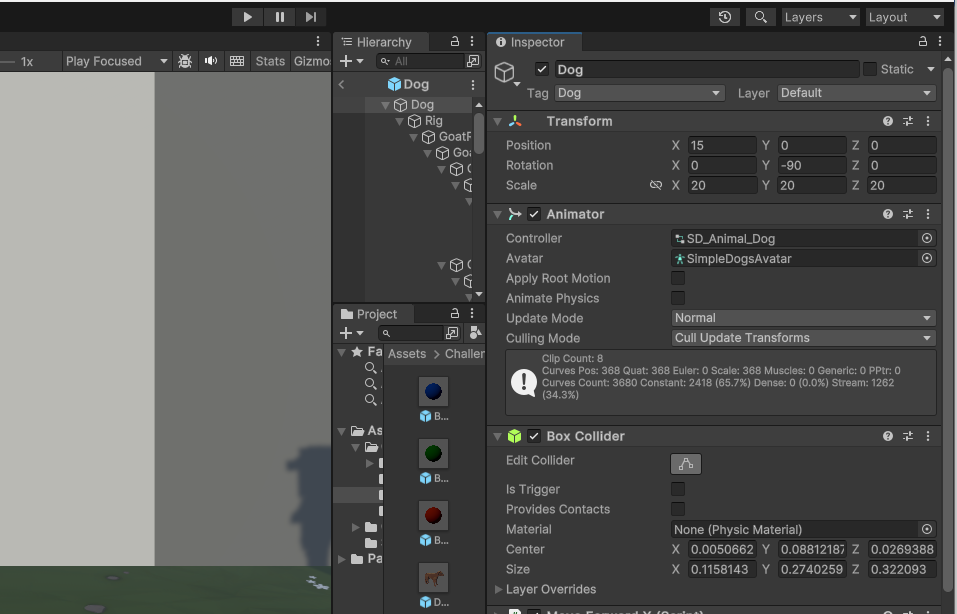 Layers
Layout
1x
Play Focused
Stats
Gizmo
Hierarchy
All
Dog
Dog
Rig
GoatR
Goa
Project
Fa
Assets > Challen
B...
B...
B...
D...
As
Pa
Inspector
Dog
Static
Tag Dog
Layer Default
Transform
Position X 15 Y 0 Z 0
Rotation X 0 Y -90 Z 0
Scale X 20 Y 20 Z 20
Animator
Controller SD_Animal_Dog
Avatar SimpleDogsAvatar
Apply Root Motion
Animate Physics
Update Mode Normal
Culling Mode Cull Update Transforms
Clip Count: 8
Curves Pos: 368 Quat: 368 Euler: 0 Scale: 368 Muscles: 0 Generic: 0 PPtr: 0
Curves Count: 3680 Constant: 2418 (65.7%) Dense: 0 (0.0%) Stream: 1262
(34.3%)
Box Collider
Edit Collider
Is Trigger
Provides Contacts
Material None (Physic Material)
Center X 0.0050662 Y 0.08812187 Z 0.0269388
Size X 0.1158143 Y 0.2740259 Z 0.322093
Layer Overrides